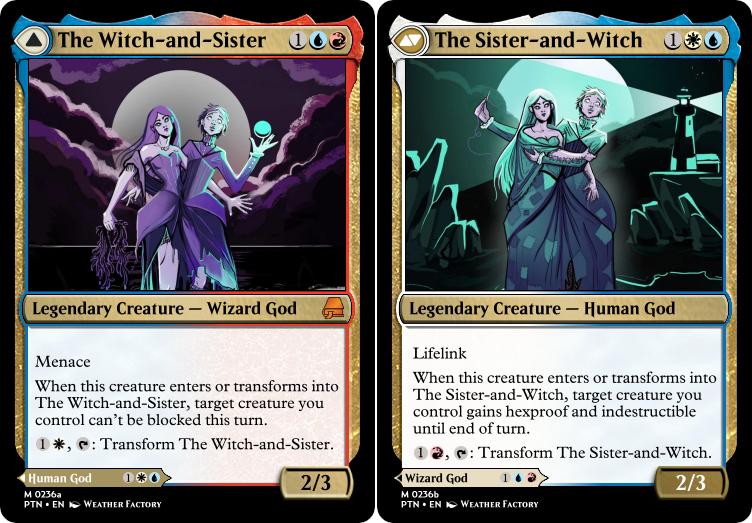 The Witch-and-Sister 1
Legendary Creature — Wizard God
Menace
When this creature enters or transforms into
The Witch-and-Sister, target creature you
control can't be blocked this turn.
1 , : Transform The Witch-and-Sister.
Human God 1
2/3
M 0236a
PTN • EN Weather Factory
The Sister-and-Witch 1
Legendary Creature — Human God
Lifelink
When this creature enters or transforms into
The Sister-and-Witch, target creature you
control gains hexproof and indestructible
until end of turn.
1 , : Transform The Sister-and-Witch.
Wizard God 1
2/3
M 0236b
PTN • EN Weather Factory